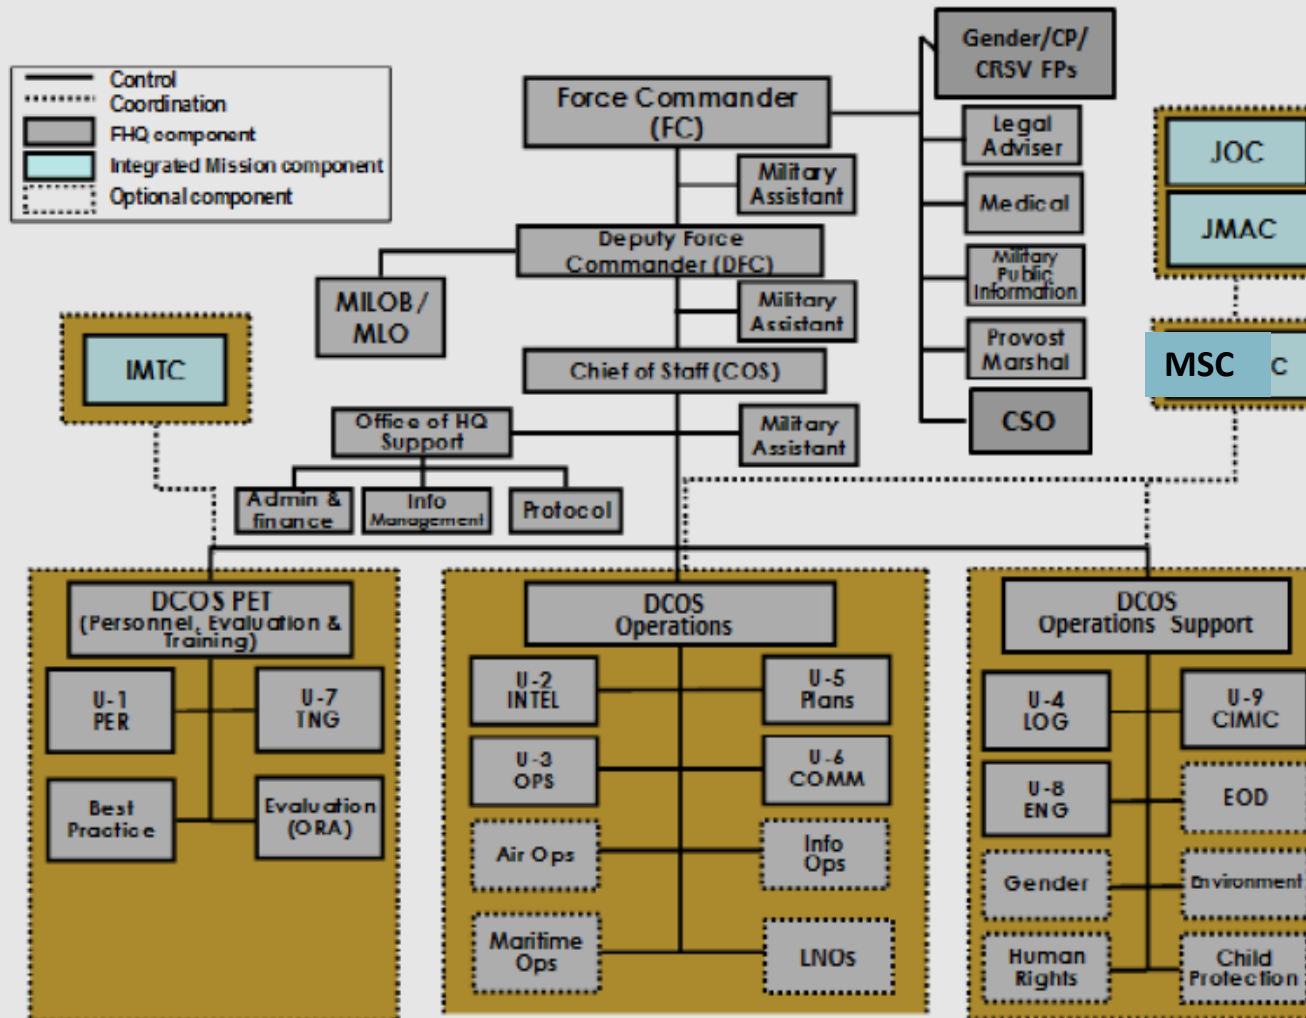 Control
Coordination
FHQ component
Integrated Mission component
Optional component
Force Commander
(FC)
Gender/CP/
CRSV FPs
Legal
Adviser
Medical
Military
Public
Information
Provost
Marshal
CSO
JOC
JMAC
MSC
C
Military
Assistant
Deputy Force
Commander (DFC)
MILOB/
MLO
Military
Assistant
IMTC
Chief of Staff (COS)
Office of HQ
Support
Military
Assistant
Admin &
finance
Info
Management
Protocol
DCOS PET
(Personnel, Evaluation &
Training)
U-1
PER
U-7
TNG
Best
Practice
Evaluation
(ORA)
DCOS
Operations
U-2
INTEL
U-5
Plans
U-3
OPS
U-6
COMM
Air Ops
Info
Ops
Maritime
Ops
LNOs
DCOS
Operations Support
U-4
LOG
U-9
CIMIC
U-8
ENG
EOD
Gender
Environment
Human
Rights
Child
Protection